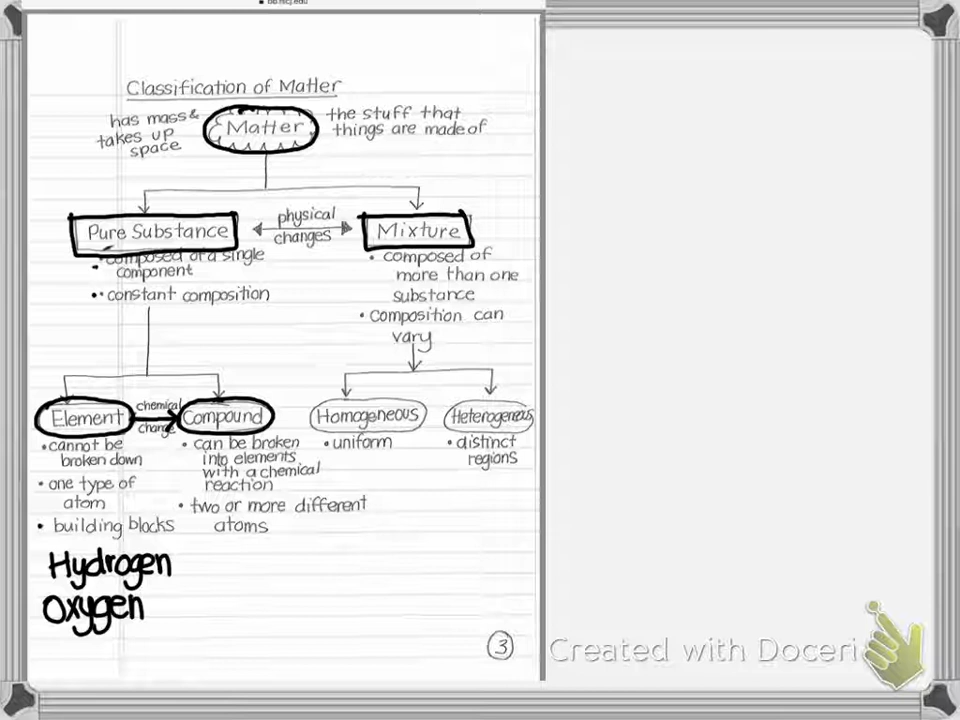 Classification of Matter
has mass &
takes up
space
Matter
the stuff that
things are made of
Pure Substance
physical
changes
Mixture
• composed of a single
component
• constant composition
• composed of
more than one
substance
• composition can
vary
Element
chemical
change
Compound
Homogeneous
Heterogeneous
• cannot be
broken down
• one type of
atom
• building blocks
• can be broken
into elements
with a chemical
reaction
• two or more different
atoms
• uniform
• distinct
regions
Hydrogen
Oxygen
3
Created with Doceri